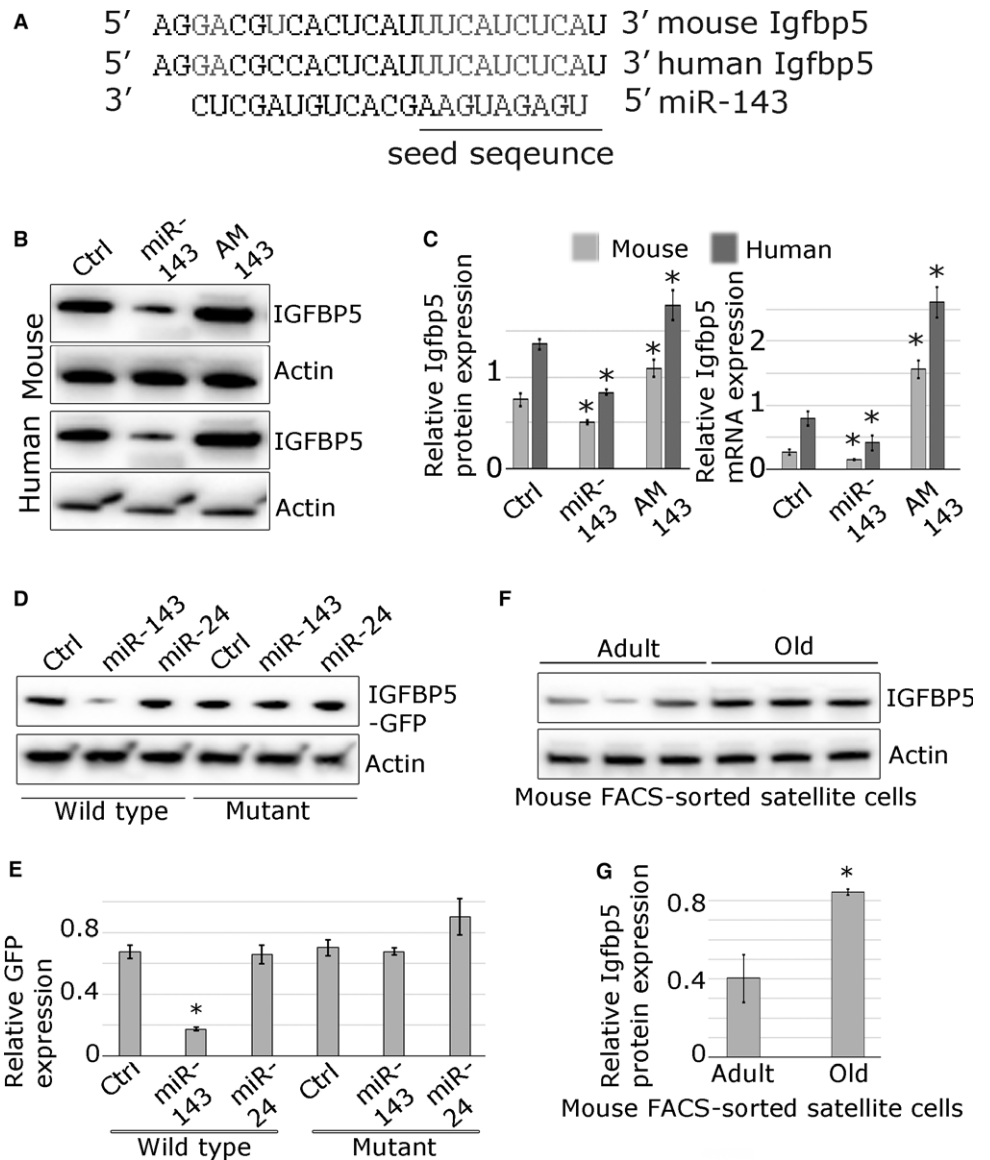 A
5′ AGGACGUCACUCAUUUCAUCUCAU 3′ mouse Igfbp5
5′ AGGACGCCACUCAUUUCAUCUCAU 3′ human Igfbp5
3′ CUCGAUGUCACGAAGUAGAGU 5′ miR-143
seed seqeunce
B
Ctrl
miR-
143
AM
143
Mouse
IGFBP5
Actin
Human
IGFBP5
Actin
C
Mouse
Human
Relative Igfbp5
protein expression
1
0
Ctrl
miR-
143
AM
143
*
*
*
*
Relative Igfbp5
mRNA expression
2
1
0
Ctrl
miR-
143
AM
143
*
*
*
*
D
Ctrl
miR-143
miR-24
Ctrl
miR-143
miR-24
IGFBP5
-GFP
Actin
Wild type
Mutant
F
Adult
Old
IGFBP5
Actin
Mouse FACS-sorted satellite cells
E
Relative GFP
expression
0.8
0.4
0
*
Ctrl
miR-
143
miR-
24
Ctrl
miR-
143
miR-
24
Wild type
Mutant
G
Relative Igfbp5
protein expression
0.8
0.4
0
*
Adult
Old
Mouse FACS-sorted satellite cells